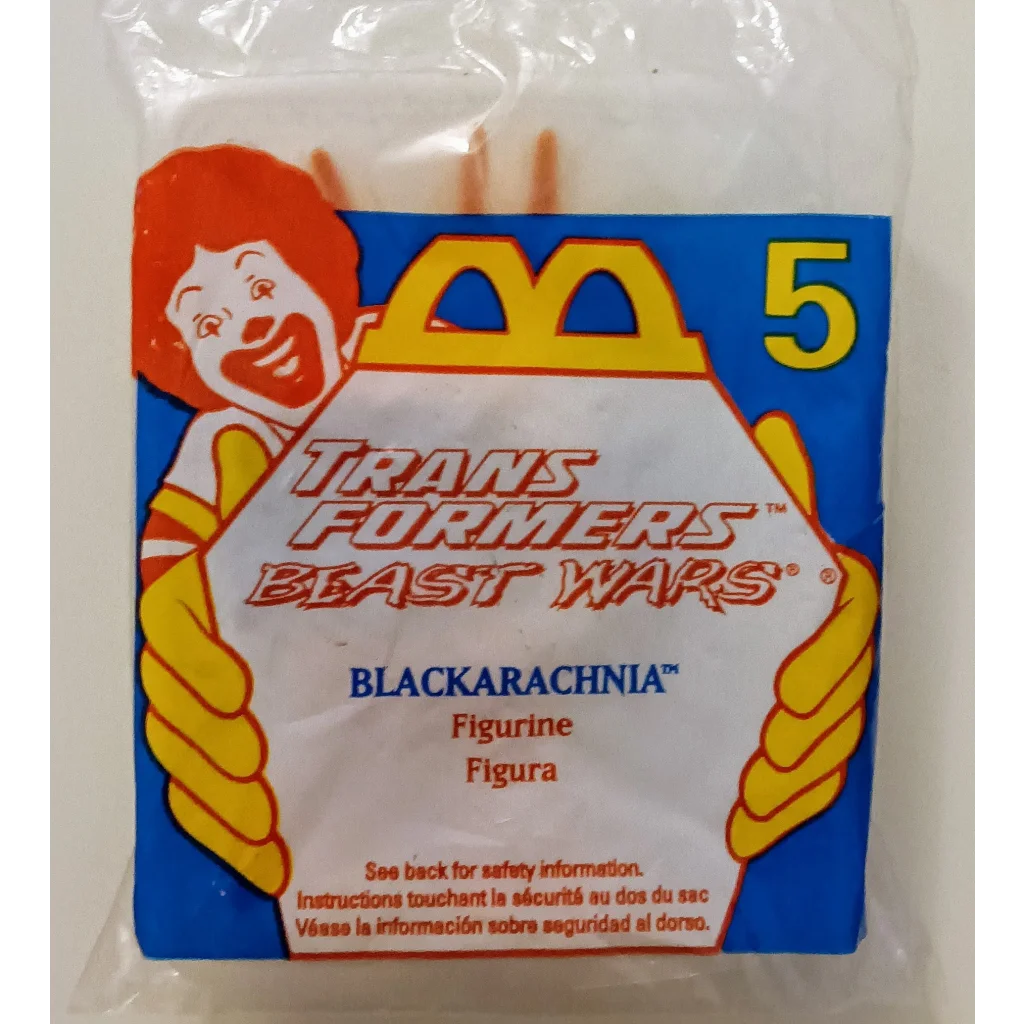 5
TRANS
FORMERS™
BEAST WARS® ®
BLACKARACHNIA™
Figurine
Figura
See back for safety information.
Instructions touchant la sécurité au dos du sac
Véase la información sobre seguridad al dorso.